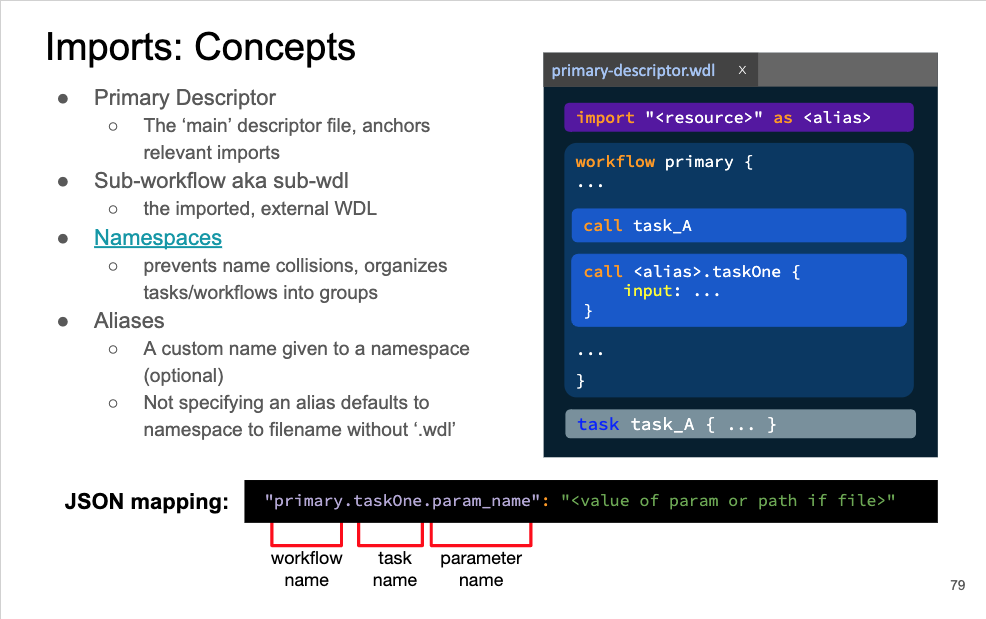 Imports: Concepts
● Primary Descriptor
○ The ‘main’ descriptor file, anchors
relevant imports
● Sub-workflow aka sub-wdl
○ the imported, external WDL
● Namespaces
○ prevents name collisions, organizes
tasks/workflows into groups
● Aliases
○ A custom name given to a namespace
(optional)
○ Not specifying an alias defaults to
namespace to filename without ‘.wdl’
primary-descriptor.wdl x
import "<resource>" as <alias>
workflow primary {
...
call task_A
call <alias>.taskOne {
input: ...
}
...
}
task task_A { ... }
JSON mapping: "primary.taskOne.param_name": "<value of param or path if file>"
workflow name
task name
parameter name
79